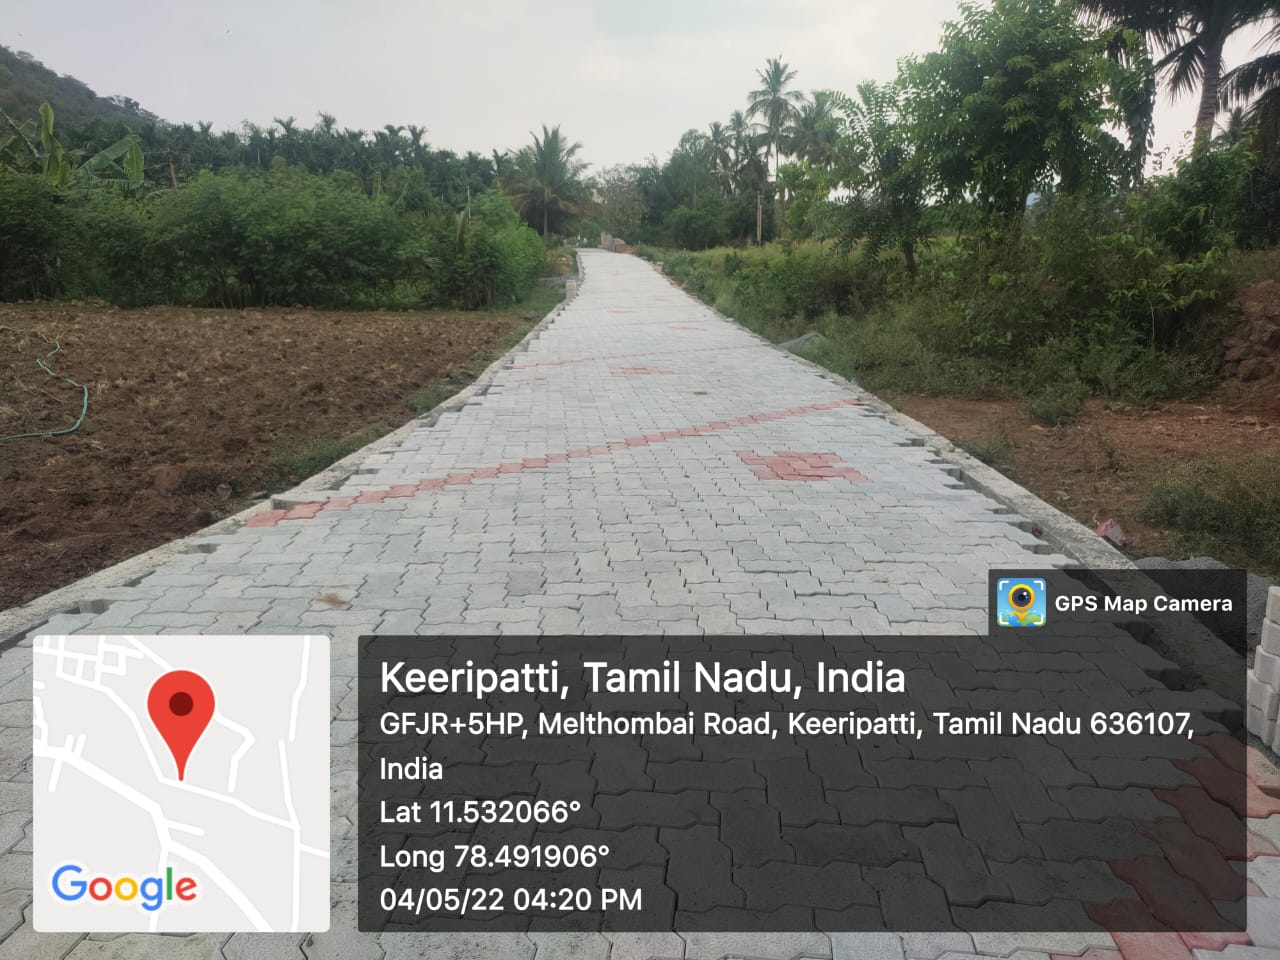 GPS Map Camera
Keeripatti, Tamil Nadu, India
GFJR+5HP, Melthombai Road, Keeripatti, Tamil Nadu 636107,
India
Lat 11.532066°
Long 78.491906°
04/05/22 04:20 PM
Google